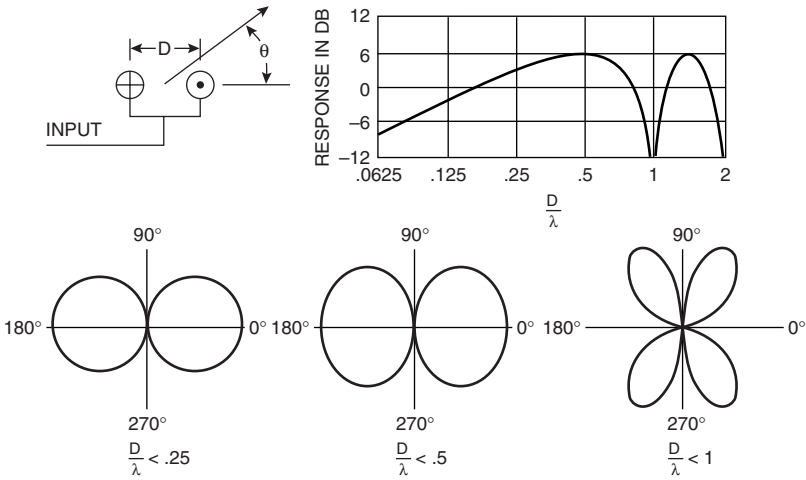 D
θ
INPUT
RESPONSE IN DB
12
6
0
–6
–12
.0625 .125 .25 .5 1 2
D
λ
90° 90° 90°
180° 0° 180° 0° 180° 0°
270° 270° 270°
D/λ < .25 D/λ < .5 D/λ < 1